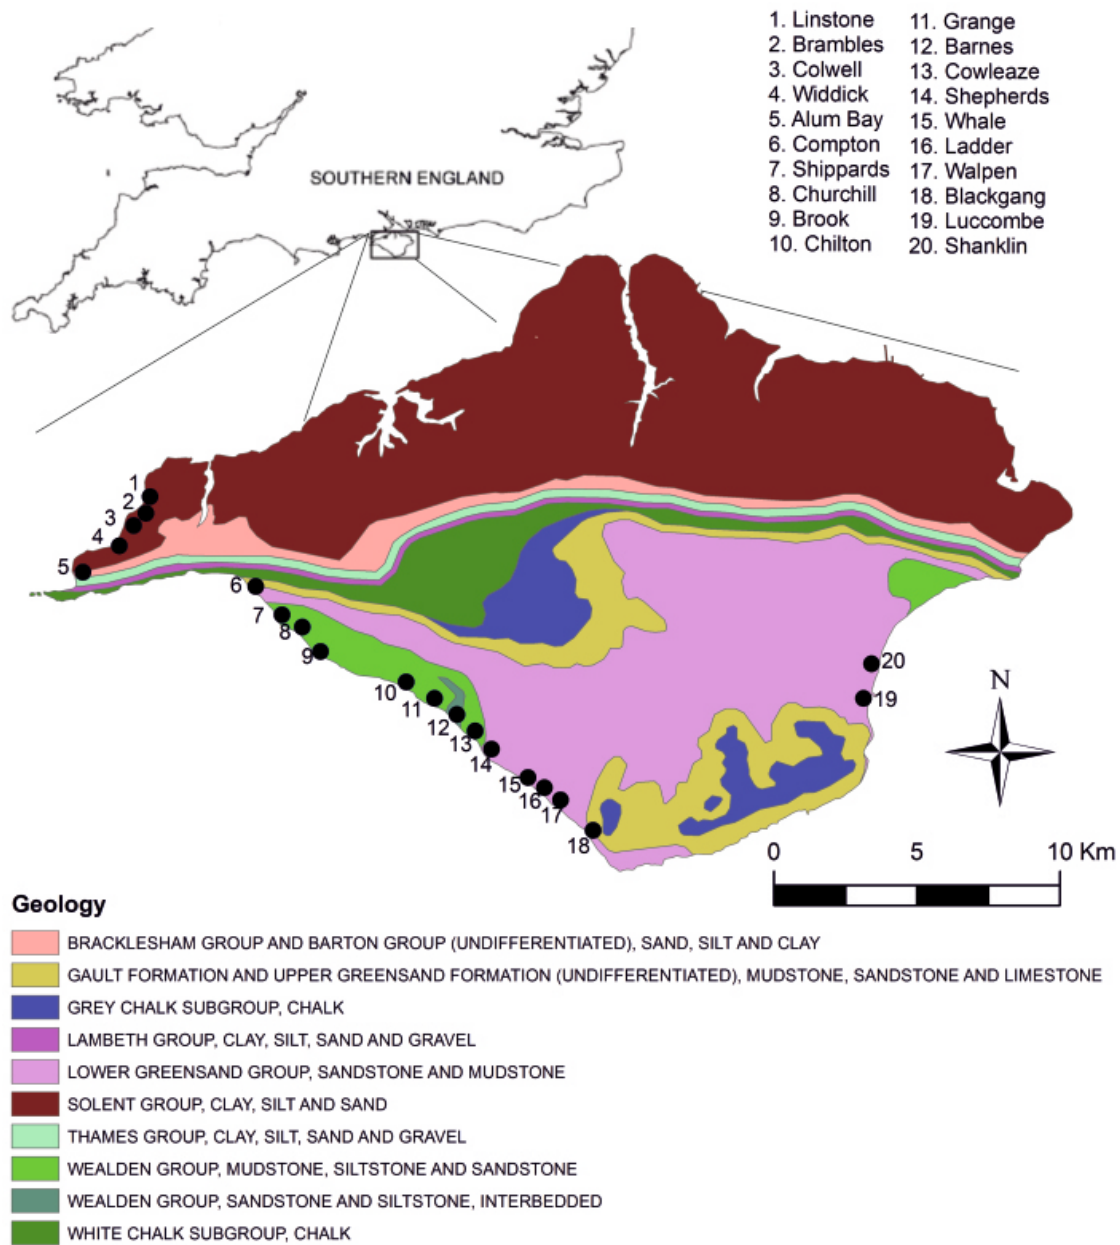 1. Linstone
2. Brambles
3. Colwell
4. Widdick
5. Alum Bay
6. Compton
7. Shippards
8. Churchill
9. Brook
10. Chilton
11. Grange
12. Barnes
13. Cowleaze
14. Shepherds
15. Whale
16. Ladder
17. Walpen
18. Blackgang
19. Luccombe
20. Shanklin
SOUTHERN ENGLAND
1
2
3
4
5
6
7
8
9
10
11
12
13
14
15
16
17
18
20
19
N
0 5 10 Km
Geology
BRACKLESHAM GROUP AND BARTON GROUP (UNDIFFERENTIATED), SAND, SILT AND CLAY
GAULT FORMATION AND UPPER GREENSAND FORMATION (UNDIFFERENTIATED), MUDSTONE, SANDSTONE AND LIMESTONE
GREY CHALK SUBGROUP, CHALK
LAMBETH GROUP, CLAY, SILT, SAND AND GRAVEL
LOWER GREENSAND GROUP, SANDSTONE AND MUDSTONE
SOLENT GROUP, CLAY, SILT AND SAND
THAMES GROUP, CLAY, SILT, SAND AND GRAVEL
WEALDEN GROUP, MUDSTONE, SILTSTONE AND SANDSTONE
WEALDEN GROUP, SANDSTONE AND SILTSTONE, INTERBEDDED
WHITE CHALK SUBGROUP, CHALK